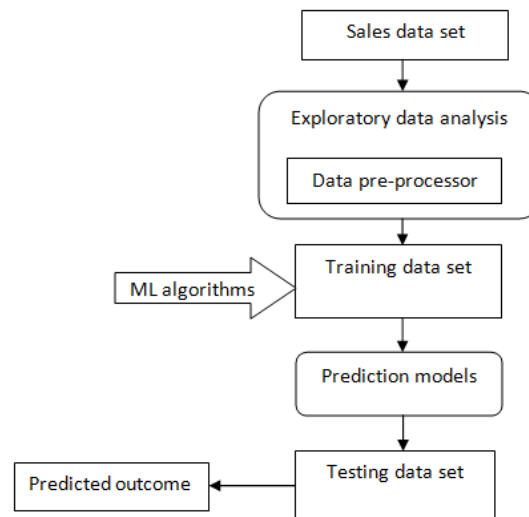 Sales data set
Exploratory data analysis
Data pre-processor
Training data set
ML algorithms
Prediction models
Testing data set
Predicted outcome